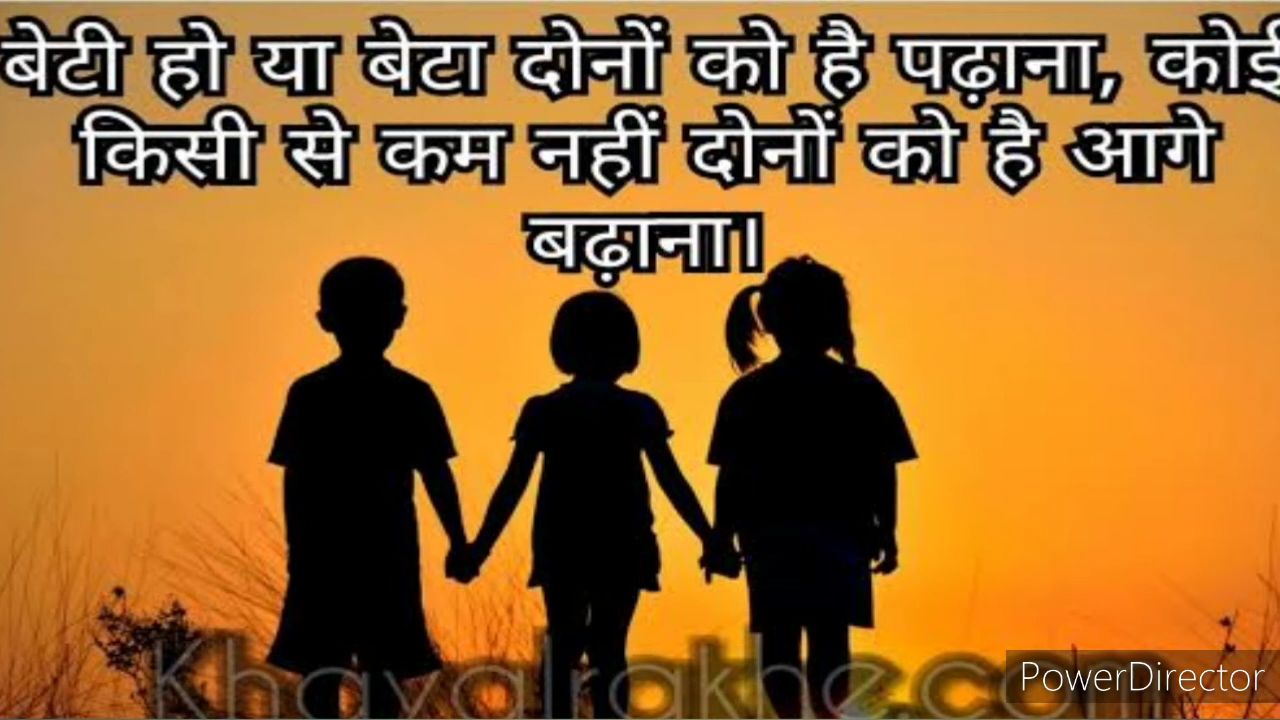 बेटी हो या बेटा दोनों को है पढ़ाना, कोई
किसी से कम नहीं दोनों को है आगे
बढ़ाना।
Khayalrakhe.com
PowerDirector